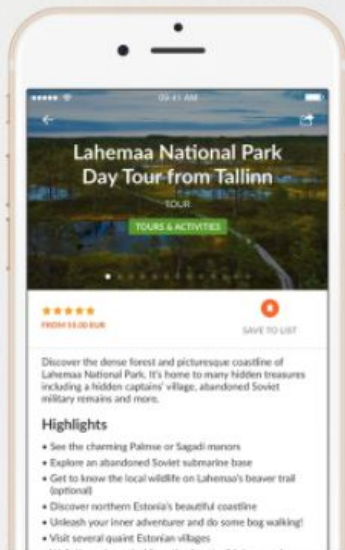 09:41 AM
Lahemaa National Park
Day Tour from Tallinn
TOUR
TOURS & ACTIVITIES
SAVE TO LIST
Discover the dense forest and picturesque coastline of
Lahemaa National Park. It's home to many hidden treasures
including a hidden captains' village, abandoned Soviet
military remains and more.
Highlights
• See the charming Palmse or Sagadi manors
• Explore an abandoned Soviet submarine base
• Get to know the local wildlife on Lahemaa's beaver trail
(optional)
• Discover northern Estonia's beautiful coastline
• Unleash your inner adventurer and do some bog walking!
• Visit several quaint Estonian villages